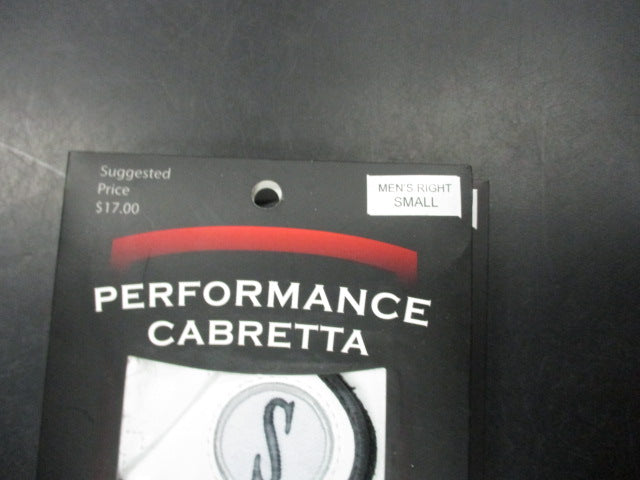 Suggested
Price
$17.00
MEN'S RIGHT
SMALL
PERFORMANCE
CABRETTA
S